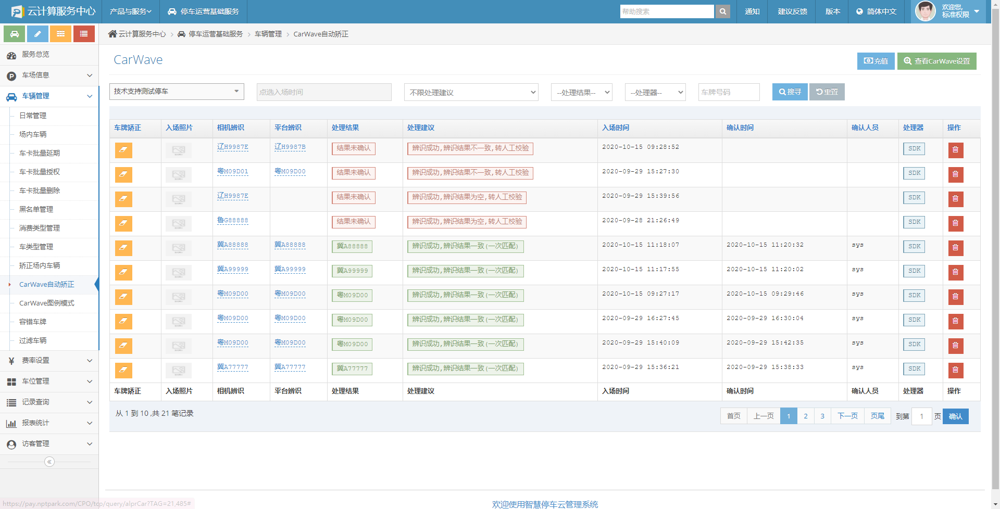 云计算服务中心 产品与服务 停车运营基础服务 帮助搜索 通知 建议反馈 版本 简体中文 欢迎您,
标准权限
云计算服务中心 停车运营基础服务 车辆管理 CarWave自动矫正
服务总览
车场信息
车辆管理
日常管理
场内车辆
车卡批量延期
车卡批量授权
车卡批量删除
黑名单管理
消费类型管理
车类型管理
矫正场内车辆
CarWave自动矫正
CarWave图例模式
容错车牌
过滤车辆
费率设置
车位管理
记录查询
报表统计
访客管理
CarWave 充值 查看CarWave设置
技术支持测试停车 点选入场时间 不限处理建议 --处理结果-- --处理器-- 车牌号码 搜寻 重置
车牌矫正 入场照片 相机辨识 平台辨识 处理结果 处理建议 入场时间 确认时间 确认人员 处理器 操作
辽H9987E 辽H9987B 结果未确认 辨识成功,辨识结果不一致,转人工校验 2020-10-15 09:28:52 SDK
粤M09D01 粤M09D00 结果未确认 辨识成功,辨识结果不一致,转人工校验 2020-09-29 15:27:30 SDK
辽H9987E 结果未确认 辨识成功,辨识结果为空,转人工校验 2020-09-29 15:39:56 SDK
鲁G88888 结果未确认 辨识成功,辨识结果为空,转人工校验 2020-09-28 21:26:49 SDK
冀A88888 冀A88888 冀A88888 辨识成功,辨识结果一致(一次匹配) 2020-10-15 11:18:07 2020-10-15 11:20:32 sys SDK
冀A99999 冀A99999 冀A99999 辨识成功,辨识结果一致(一次匹配) 2020-10-15 11:17:55 2020-10-15 11:20:02 sys SDK
粤M09D00 粤M09D00 粤M09D00 辨识成功,辨识结果一致(一次匹配) 2020-10-15 09:27:17 2020-10-15 09:29:46 sys SDK
粤M09D00 粤M09D00 粤M09D00 辨识成功,辨识结果一致(一次匹配) 2020-09-29 16:27:45 2020-09-29 16:30:04 sys SDK
粤M09D00 粤M09D00 粤M09D00 辨识成功,辨识结果一致(一次匹配) 2020-09-29 15:40:09 2020-09-29 15:42:35 sys SDK
冀A77777 冀A77777 冀A77777 辨识成功,辨识结果一致(一次匹配) 2020-09-29 15:36:21 2020-09-29 15:38:33 sys SDK
车牌矫正 入场照片 相机辨识 平台辨识 处理结果 处理建议 入场时间 确认时间 确认人员 处理器 操作
从 1 到 10 ,共 21 笔记录 首页 上一页 1 2 3 下一页 页尾 到第 1 页 确认
https://pay.nptpark.com/CPO/tcp/query/alprCar?TAG=21,485#
欢迎使用智慧停车云管理系统